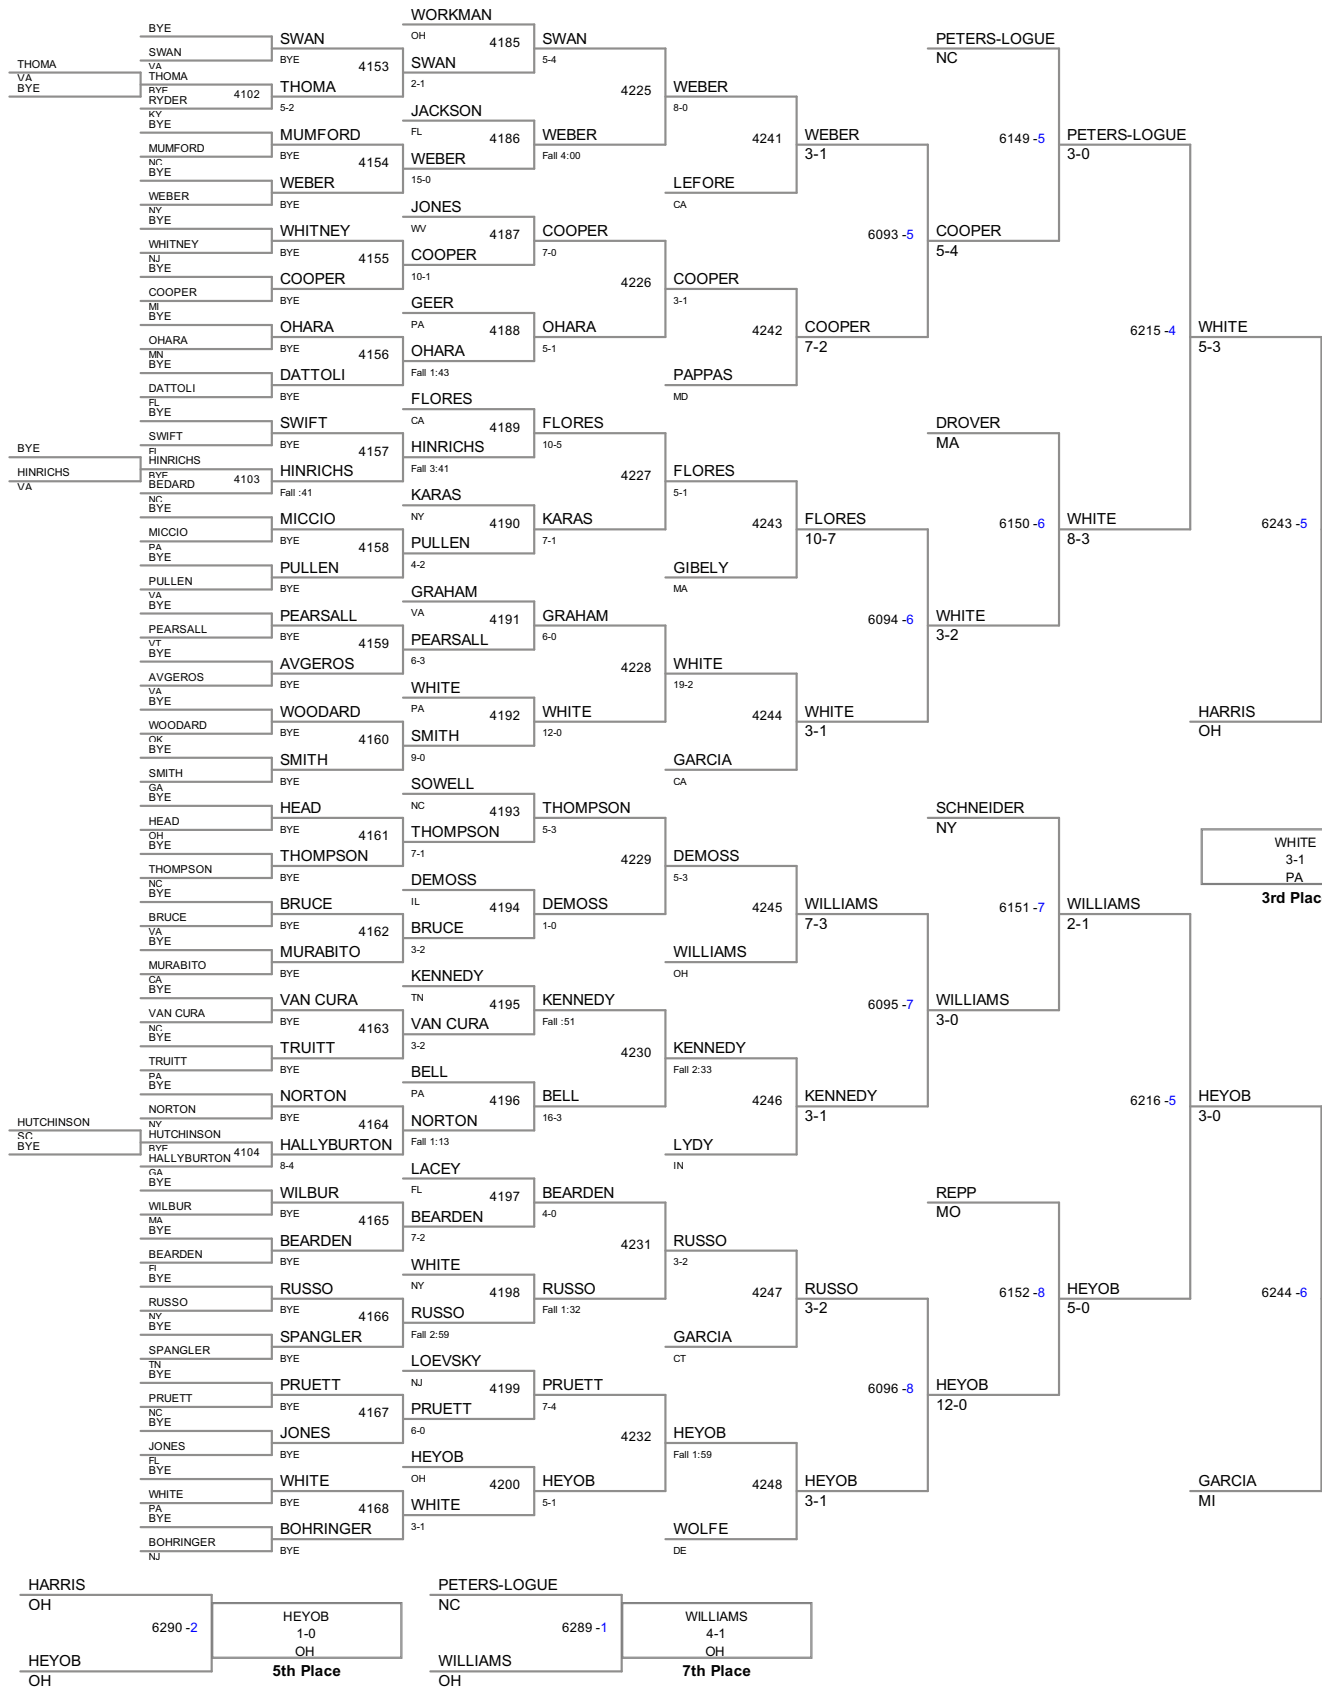 WORKMAN
OH
BYE
SWAN
4185
SWAN
PETERS-LOGUE
SWAN
VA
BYE
4153
SWAN
5-4
NC
THOMA
VA
THOMA
2-1
BYE
BYE
RYDER
4102
THOMA
5-2
4225
WEBER
8-0
KY
JACKSON
FL
BYE
MUMFORD
4186
WEBER
4241
WEBER
6149 -5
PETERS-LOGUE
MUMFORD
NC
BYE
4154
WEBER
Fall 4:00
3-1
3-0
BYE
WEBER
15-0
LEFORE
CA
WEBER
NY
BYE
JONES
WV
BYE
WHITNEY
4187
COOPER
6093 -5
COOPER
WHITNEY
NJ
BYE
4155
COOPER
7-0
5-4
BYE
COOPER
10-1
4226
COOPER
3-1
COOPER
MI
BYE
GEER
PA
BYE
OHARA
4188
OHARA
4242
COOPER
6215 -4
WHITE
OHARA
MN
BYE
4156
OHARA
5-1
7-2
5-3
BYE
DATTOLI
Fall 1:43
PAPPAS
MD
DATTOLI
FL
BYE
FLORES
CA
BYE
SWIFT
4189
FLORES
DROVER
SWIFT
FL
BYE
4157
HINRICHS
10-5
MA
BYE
HINRICHS
Fall 3:41
HINRICHS
VA
BYE
BEDARD
4103
HINRICHS
Fall :41
4227
FLORES
5-1
NC
KARAS
NY
BYE
MICCIO
4190
KARAS
4243
FLORES
6150 -6
WHITE
6243 -5
MICCIO
PA
BYE
4158
PULLEN
7-1
10-7
8-3
BYE
PULLEN
4-2
GIBELY
MA
PULLEN
VA
BYE
GRAHAM
VA
BYE
PEARSALL
4191
GRAHAM
6094 -6
WHITE
PEARSALL
VT
BYE
4159
PEARSALL
6-0
3-2
BYE
AVGEROS
6-3
4228
WHITE
19-2
AVGEROS
VA
BYE
WHITE
PA
BYE
WOODARD
4192
WHITE
4244
WHITE
HARRIS
WOODARD
OK
BYE
4160
SMITH
12-0
3-1
OH
BYE
SMITH
9-0
GARCIA
CA
SMITH
GA
BYE
SOWELL
NC
BYE
HEAD
4193
THOMPSON
SCHNEIDER
HEAD
OH
BYE
4161
THOMPSON
5-3
NY
BYE
THOMPSON
7-1
4229
DEMOSS
5-3
WHITE
3-1
PA
3rd Plac
THOMPSON
NC
BYE
DEMOSS
IL
BYE
BRUCE
4194
DEMOSS
4245
WILLIAMS
6151 -7
WILLIAMS
BRUCE
VA
BYE
4162
BRUCE
1-0
7-3
2-1
BYE
MURABITO
3-2
WILLIAMS
OH
MURABITO
CA
BYE
KENNEDY
TN
BYE
VAN CURA
4195
KENNEDY
6095 -7
WILLIAMS
VAN CURA
NC
BYE
4163
VAN CURA
Fall :51
3-0
BYE
TRUITT
3-2
4230
KENNEDY
Fall 2:33
TRUITT
PA
BYE
BELL
PA
BYE
NORTON
4196
BELL
4246
KENNEDY
6216 -5
HEYOB
NORTON
NY
BYE
4164
NORTON
16-3
3-1
3-0
HUTCHINSON
SC
HUTCHINSON
Fall 1:13
BYE
BYE
HALLYBURTON
4104
HALLYBURTON
8-4
LYDY
IN
GA
LACEY
FL
BYE
WILBUR
4197
BEARDEN
REPP
WILBUR
MA
BYE
4165
BEARDEN
4-0
MO
BYE
BEARDEN
7-2
4231
RUSSO
3-2
BEARDEN
FL
BYE
WHITE
NY
BYE
RUSSO
4198
RUSSO
4247
RUSSO
6152 -8
HEYOB
6244 -6
RUSSO
NY
BYE
4166
RUSSO
Fall 1:32
3-2
5-0
BYE
SPANGLER
Fall 2:59
GARCIA
CT
SPANGLER
TN
BYE
LOEVSKY
NJ
BYE
PRUETT
4199
PRUETT
6096 -8
HEYOB
PRUETT
NC
BYE
4167
PRUETT
7-4
12-0
BYE
JONES
6-0
4232
HEYOB
Fall 1:59
JONES
FL
BYE
HEYOB
OH
BYE
WHITE
4200
HEYOB
4248
HEYOB
GARCIA
WHITE
PA
BYE
4168
WHITE
5-1
3-1
MI
BYE
BOHRINGER
3-1
WOLFE
DE
BOHRINGER
NJ
BYE
HARRIS
OH
6290 -2
HEYOB
1-0
OH
HEYOB
OH
5th Place
PETERS-LOGUE
NC
6289 -1
WILLIAMS
4-1
OH
WILLIAMS
OH
7th Place